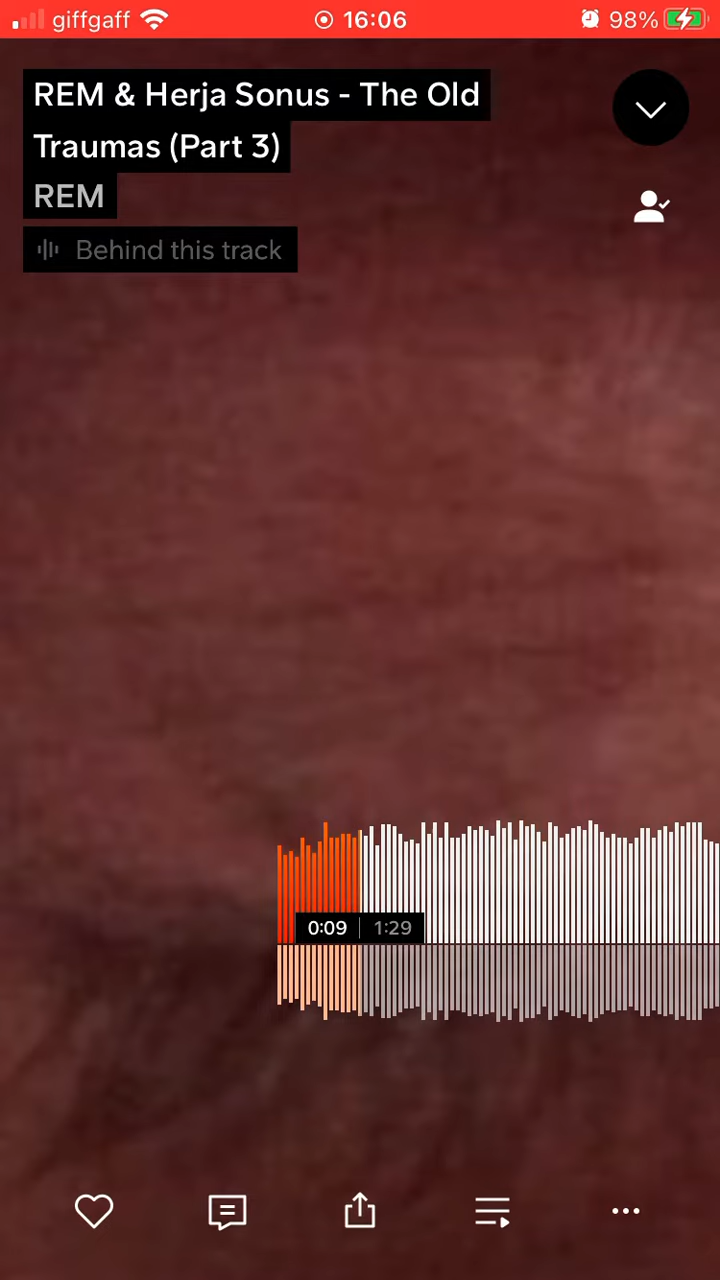 giffgaff 16:06 98%
REM & Herja Sonus - The Old
Traumas (Part 3)
REM
Behind this track
0:09 1:29